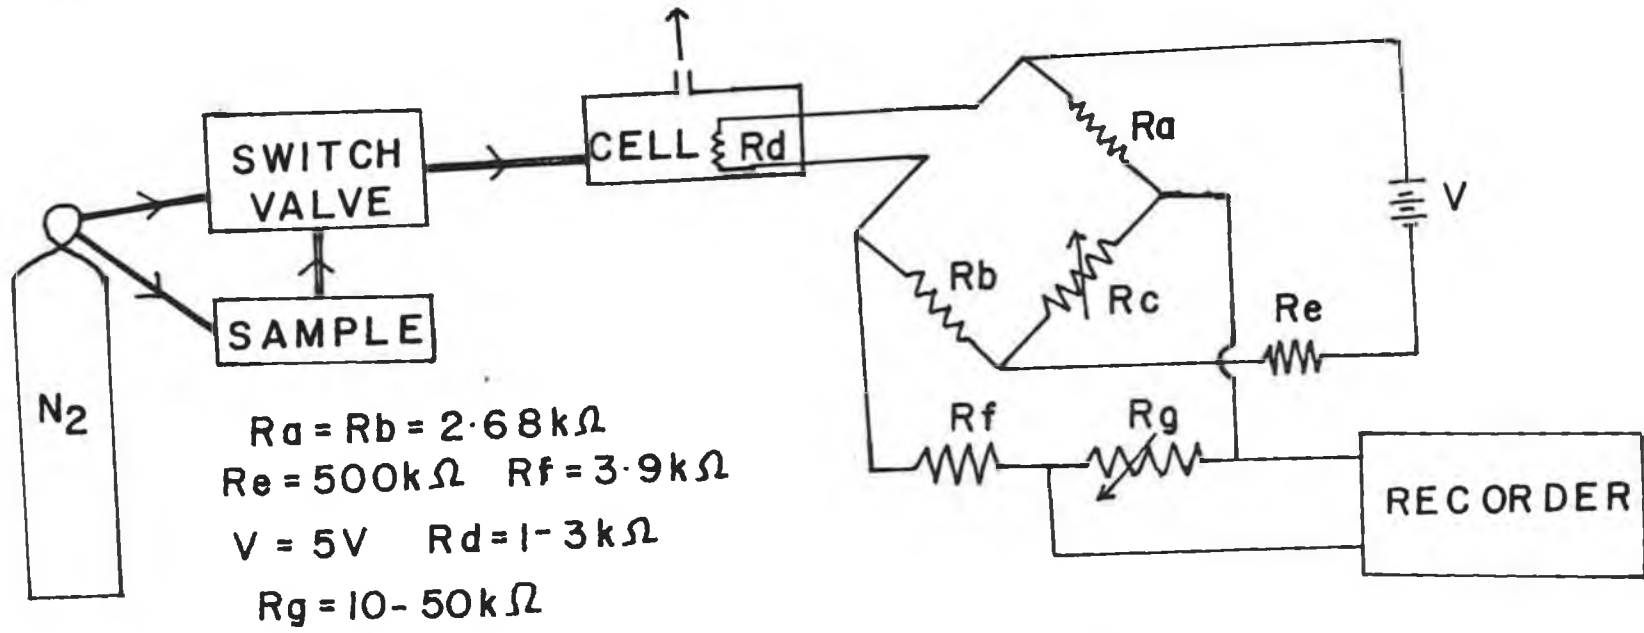 SWITCH
VALVE
CELL Rd
Ra
V
Rb
Rc
Re
SAMPLE
N2
Rf
Rg
RECORDER
Ra = Rb = 2·68kΩ
Re = 500kΩ Rf = 3·9kΩ
V = 5V Rd = 1-3kΩ
Rg = 10-50kΩ